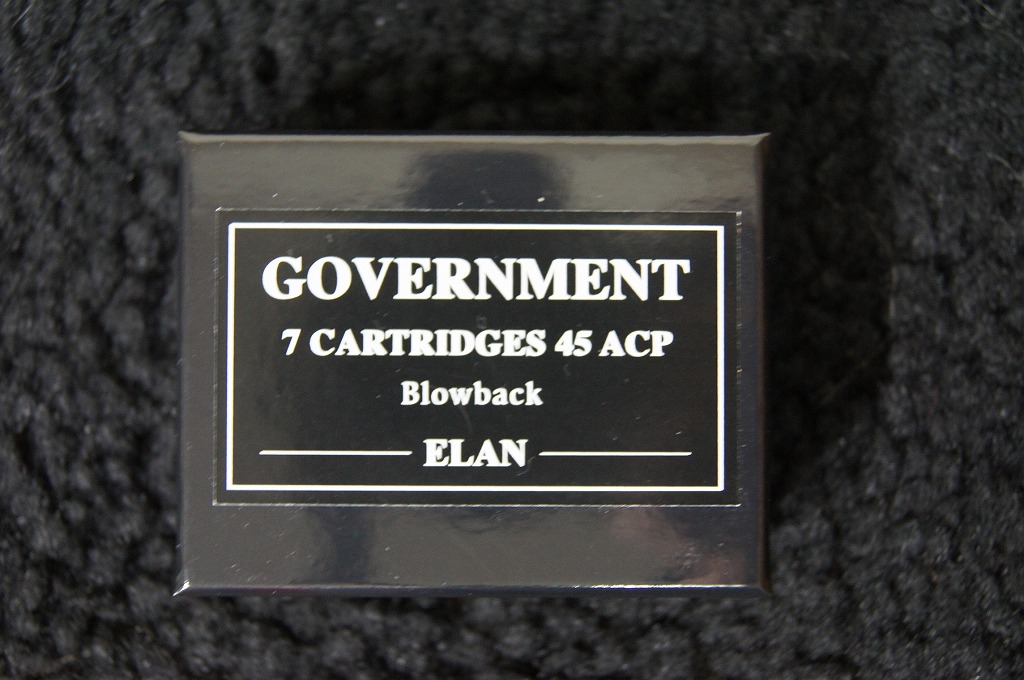 GOVERNMENT
7 CARTRIDGES 45 ACP
Blowback
ELAN